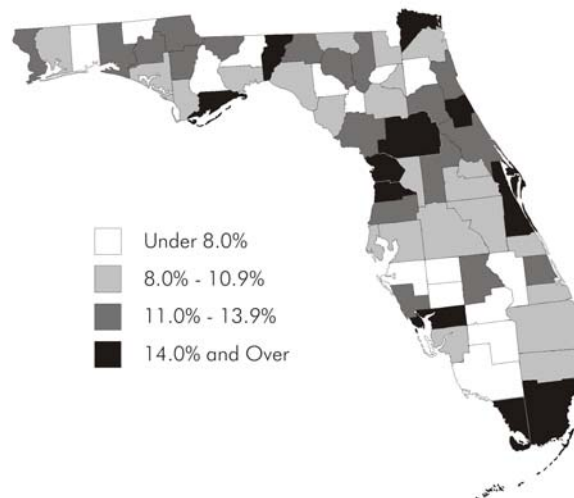 Under 8.0%
8.0% - 10.9%
11.0% - 13.9%
14.0% and Over